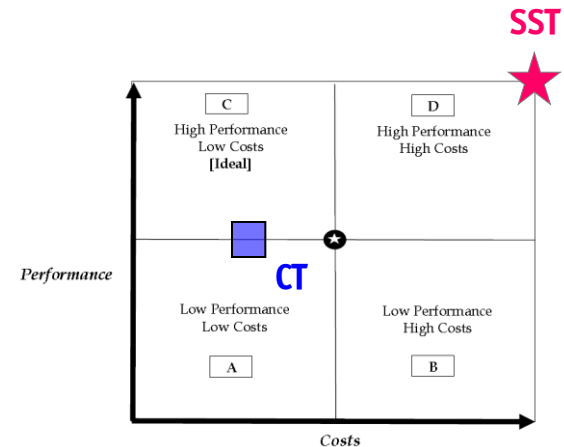 SST
C
High Performance
Low Costs
[Ideal]
D
High Performance
High Costs
CT
Performance
Low Performance
Low Costs
A
Low Performance
High Costs
B
Costs